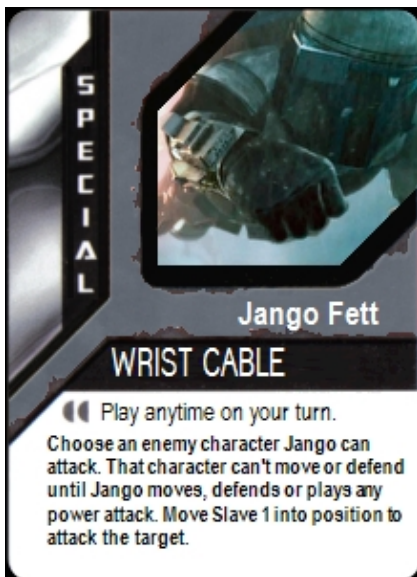 SPECIAL
Jango Fett
WRIST CABLE
Play anytime on your turn.
Choose an enemy character Jango can
attack. That character can't move or defend
until Jango moves, defends or plays any
power attack. Move Slave 1 into position to
attack the target.